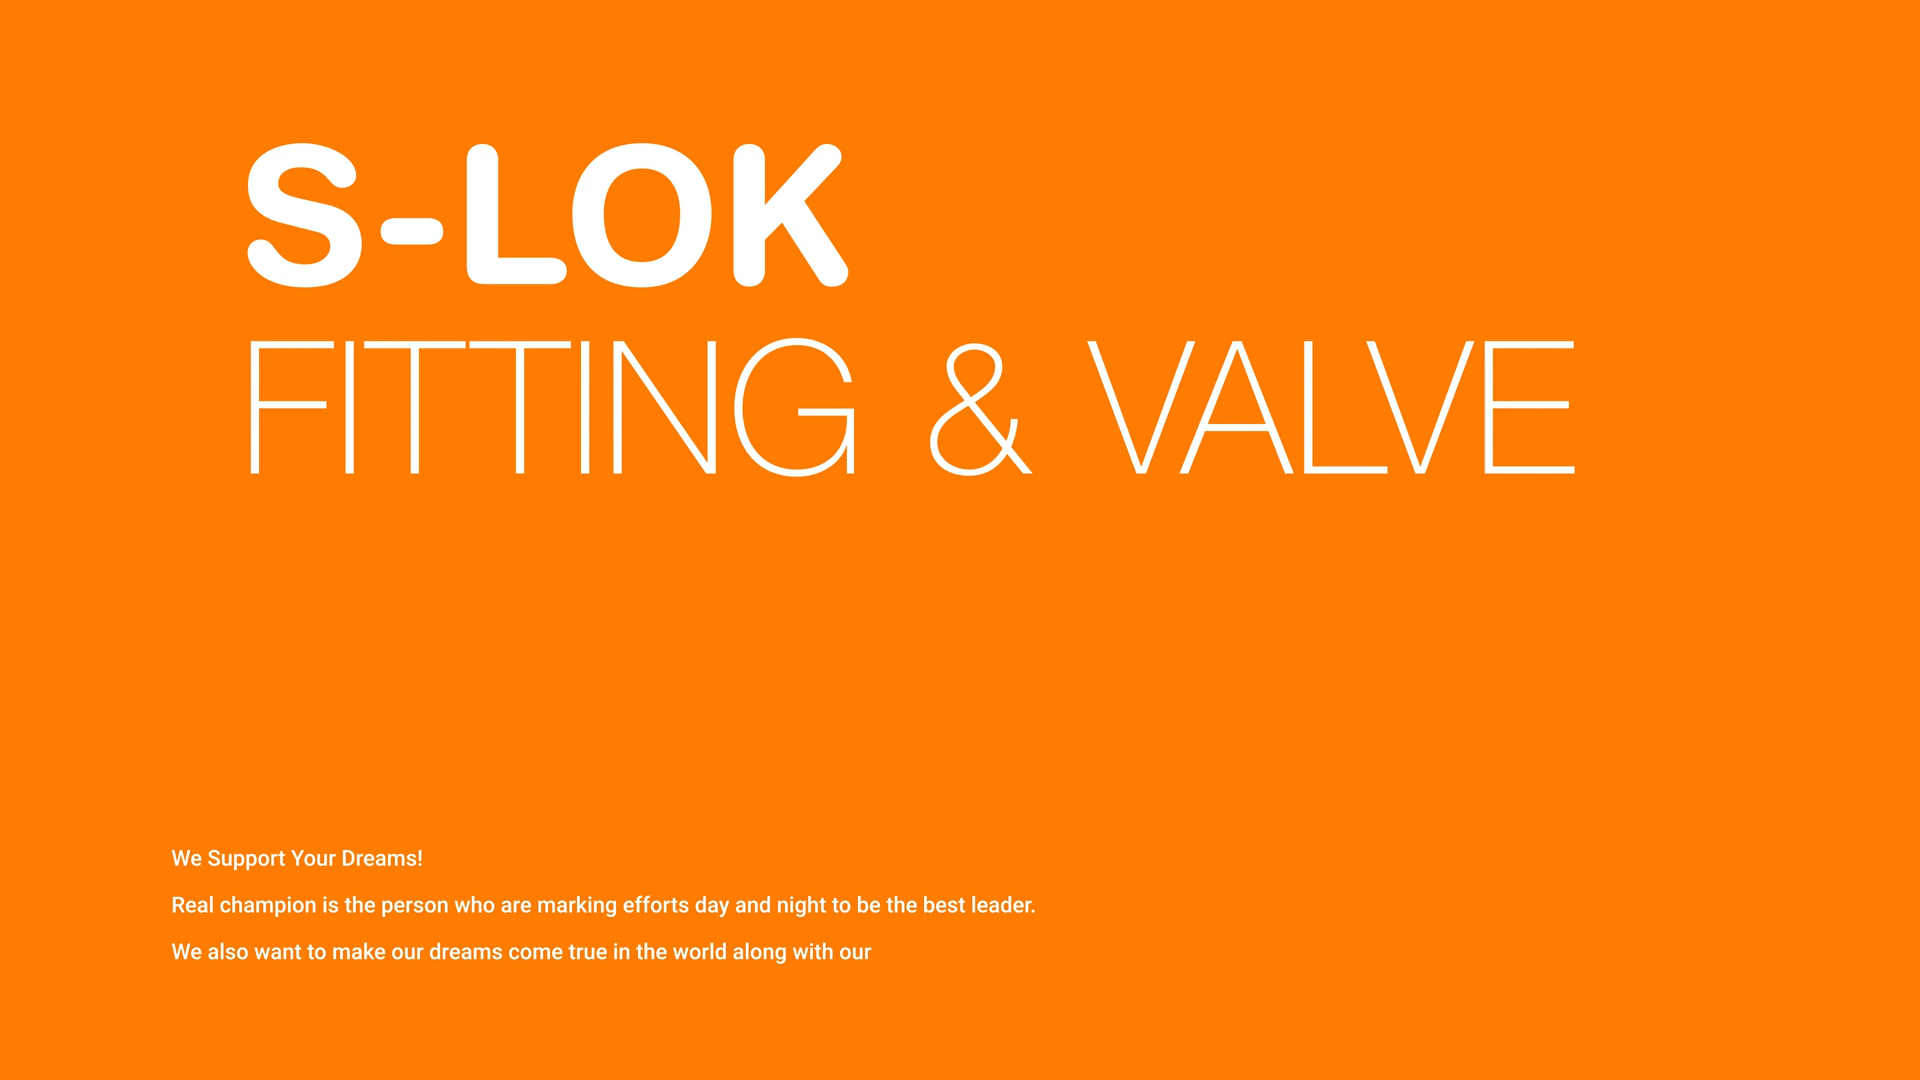 S-LOK
FITTING & VALVE
We Support Your Dreams!
Real champion is the person who are marking efforts day and night to be the best leader.
We also want to make our dreams come true in the world along with our